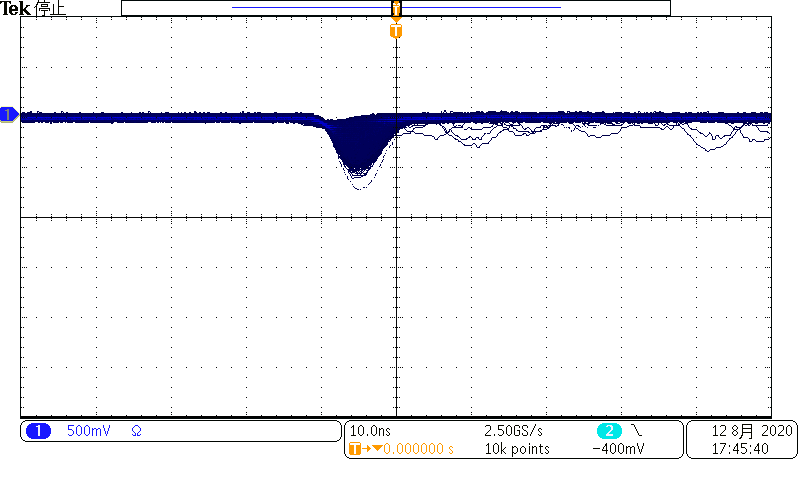 Tek 停止
T
T
1
1 500mV Ω
10.0ns 2.50GS/s 2
T→▼0.000000 s 10k points −400mV
12 8月 2020
17:45:40